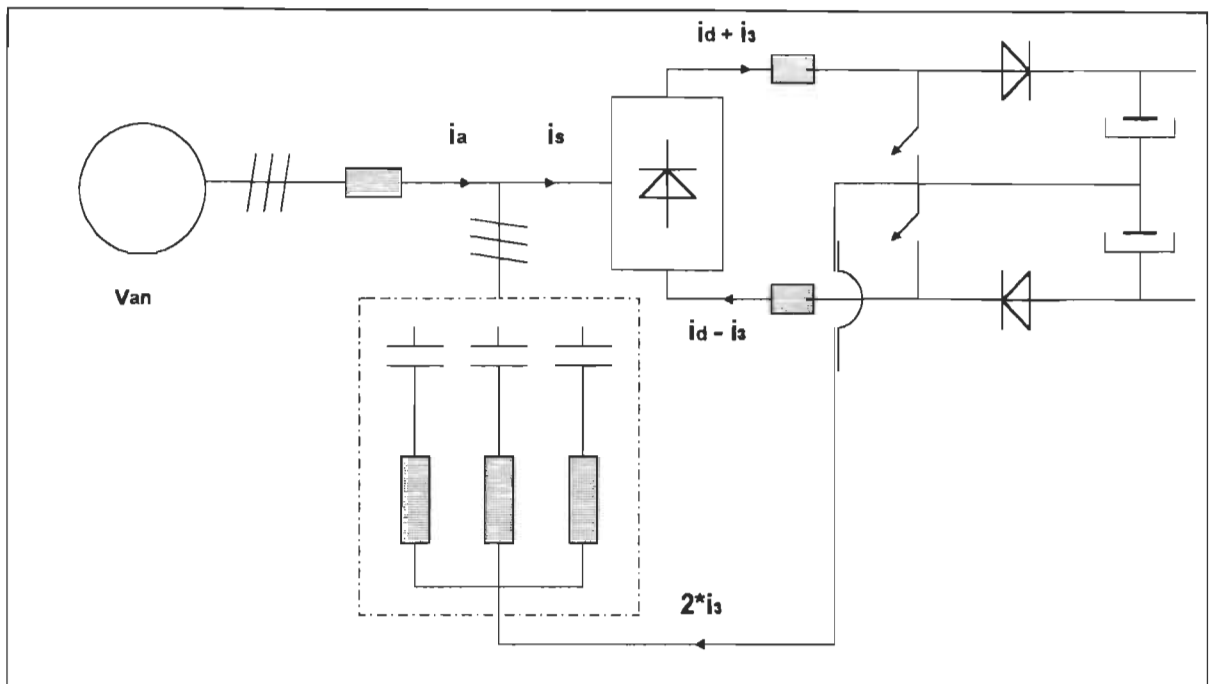 id + i3
ia
is
Van
id – i3
2*i3